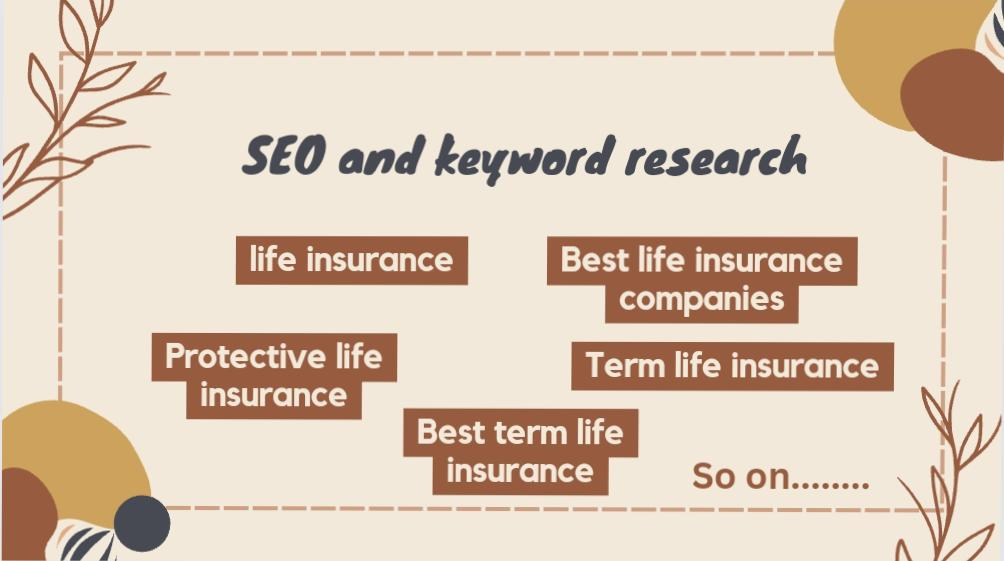 SEO and keyword research
life insurance
Best life insurance
companies
Protective life
insurance
Term life insurance
Best term life
insurance
So on........